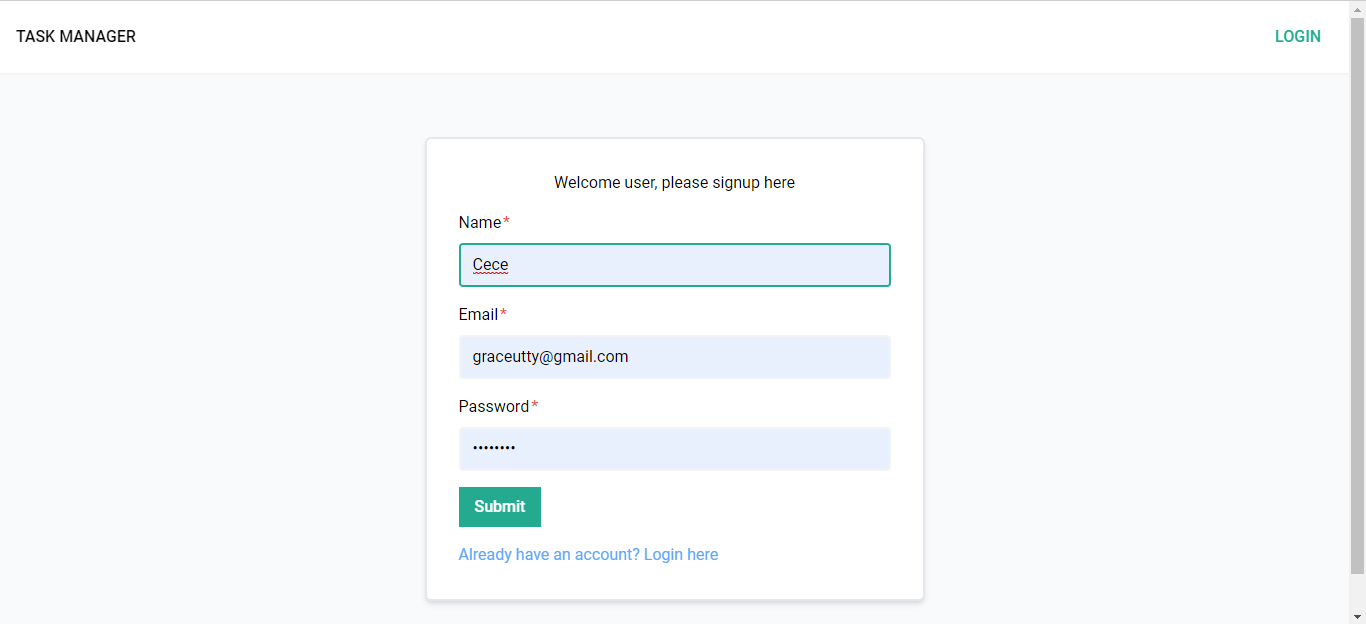 TASK MANAGER
LOGIN
Welcome user, please signup here
Name*
Cece
Email*
graceutty@gmail.com
Password*
••••••••
Submit
Already have an account? Login here